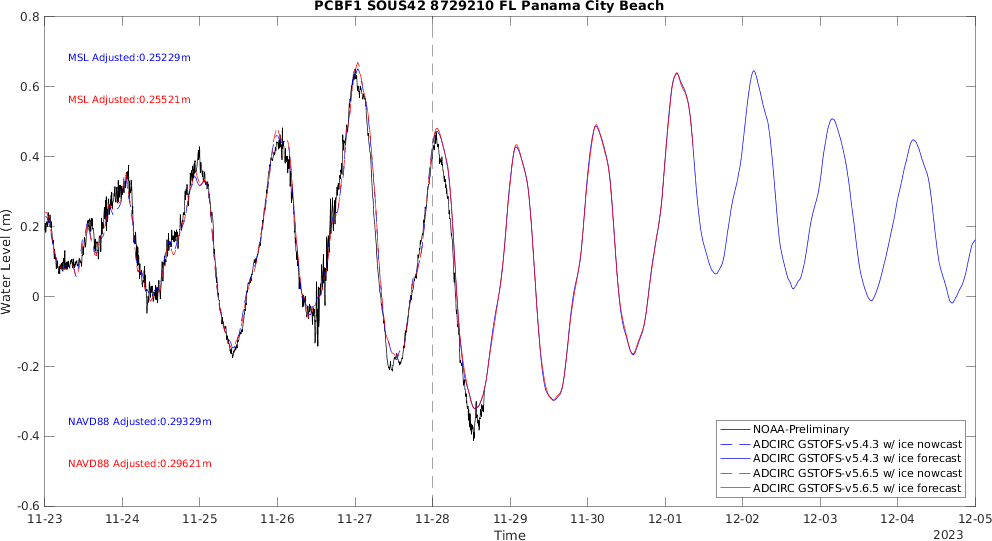 PCBF1 SOUS42 8729210 FL Panama City Beach
0.8
0.6
0.4
0.2
0
-0.2
-0.4
-0.6
Water Level (m)
MSL Adjusted:0.25229m
MSL Adjusted:0.25521m
NAVD88 Adjusted:0.29329m
NAVD88 Adjusted:0.29621m
NOAA-Preliminary
ADCIRC GSTOFS-v5.4.3 w/ ice nowcast
ADCIRC GSTOFS-v5.4.3 w/ ice forecast
ADCIRC GSTOFS-v5.6.5 w/ ice nowcast
ADCIRC GSTOFS-v5.6.5 w/ ice forecast
11-23 11-24 11-25 11-26 11-27 11-28 11-29 11-30 12-01 12-02 12-03 12-04 12-05
Time
2023